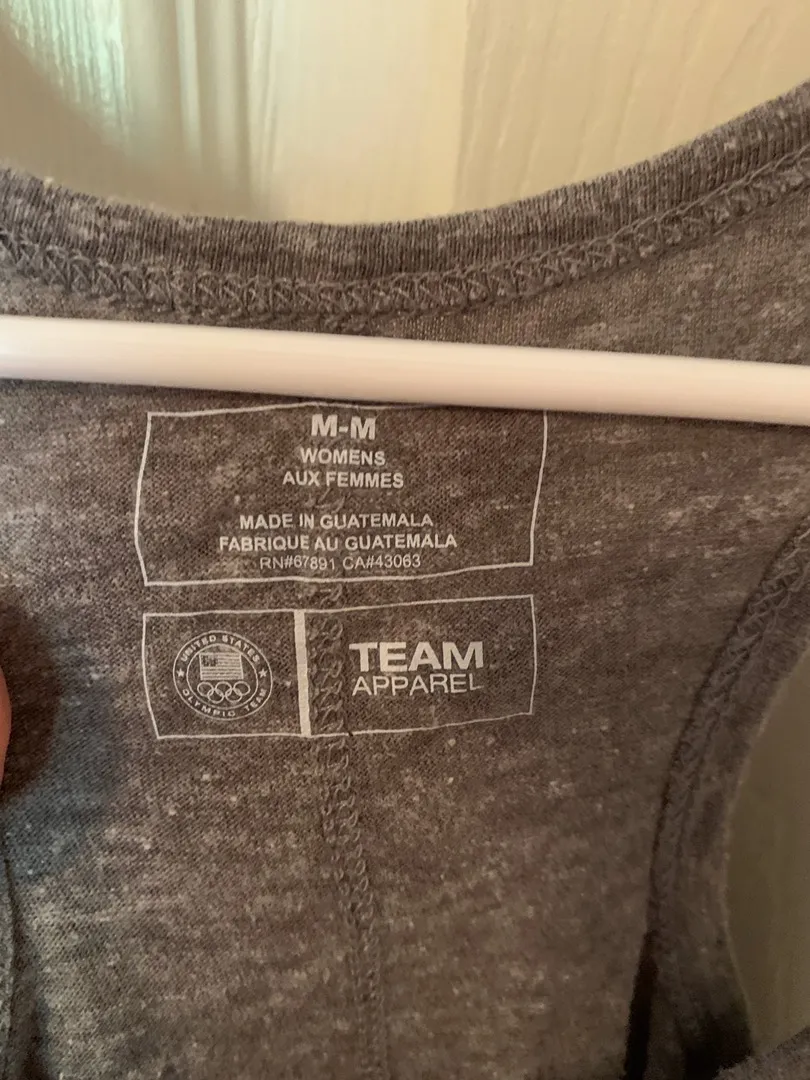 M-M
WOMENS
AUX FEMMES
MADE IN GUATEMALA
FABRIQUE AU GUATEMALA
RN#67891 CA#43063
UNITED STATES
OLYMPIC TEAM
TEAM
APPAREL